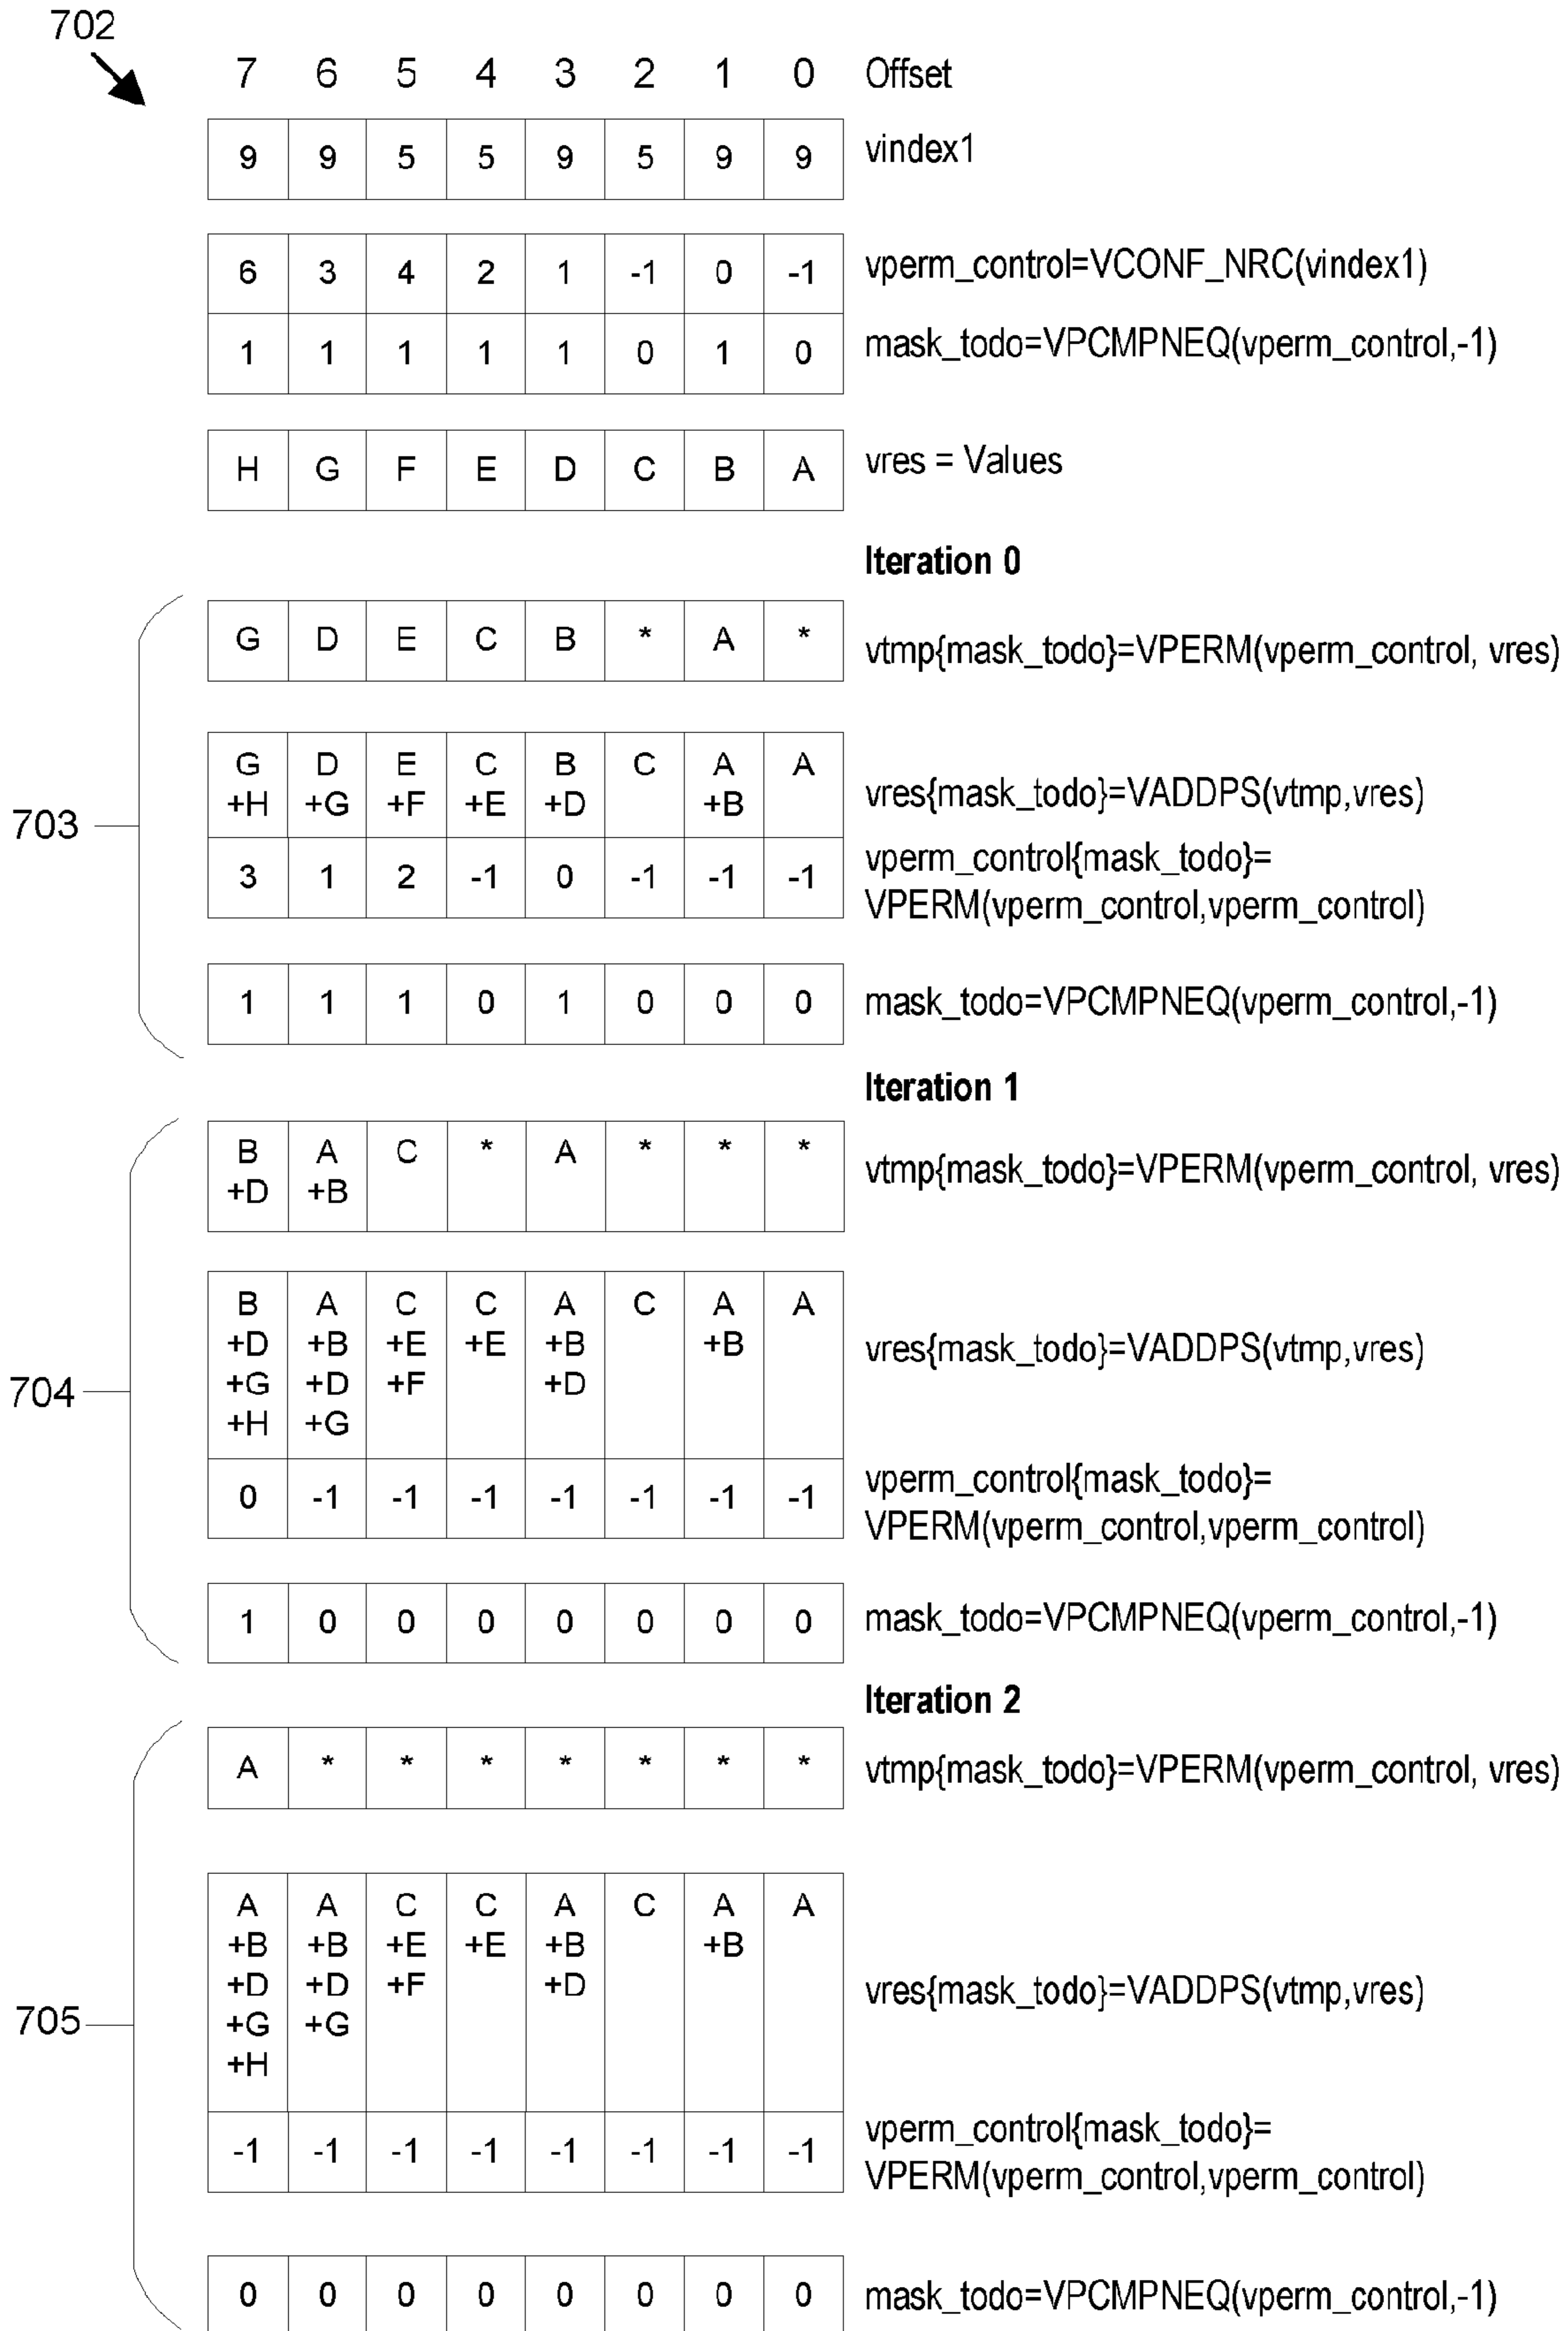 702
7 6 5 4 3 2 1 0 Offset
9 9 5 5 9 5 9 9 vindex1
6 3 4 2 1 -1 0 -1 vperm_control=VCONF_NRC(vindex1)
1 1 1 1 1 0 1 0 mask_todo=VPCMPNEQ(vperm_control,-1)
H G F E D C B A vres = Values
Iteration 0
G D E C B * A * vtmp{mask_todo}=VPERM(vperm_control, vres)
703
G D E C B C A A
+H +G +F +E +D +B vres{mask_todo}=VADDPS(vtmp,vres)
3 1 2 -1 0 -1 -1 -1 vperm_control{mask_todo}=
VPERM(vperm_control,vperm_control)
1 1 1 0 1 0 0 0 mask_todo=VPCMPNEQ(vperm_control,-1)
Iteration 1
B A C * A * * *
+D +B vtmp{mask_todo}=VPERM(vperm_control, vres)
704
B A C C A C A A
+D +B +E +E +B +B vres{mask_todo}=VADDPS(vtmp,vres)
+G +D +F +D
+H +G
0 -1 -1 -1 -1 -1 -1 -1 vperm_control{mask_todo}=
VPERM(vperm_control,vperm_control)
1 0 0 0 0 0 0 0 mask_todo=VPCMPNEQ(vperm_control,-1)
Iteration 2
A * * * * * * * vtmp{mask_todo}=VPERM(vperm_control, vres)
705
A A C C A C A A
+B +B +E +E +B +B
+D +D +F +D vres{mask_todo}=VADDPS(vtmp,vres)
+G +G
+H
-1 -1 -1 -1 -1 -1 -1 -1 vperm_control{mask_todo}=
VPERM(vperm_control,vperm_control)
0 0 0 0 0 0 0 0 mask_todo=VPCMPNEQ(vperm_control,-1)